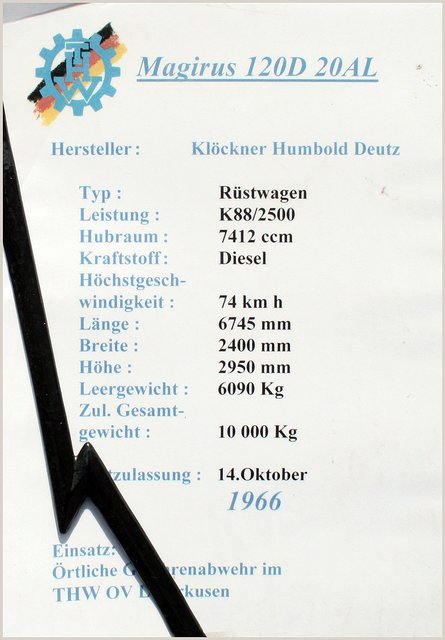 THW
Magirus 120D 20AL
Hersteller : Klöckner Humbold Deutz
Typ : Rüstwagen
Leistung : K88/2500
Hubraum : 7412 ccm
Kraftstoff : Diesel
Höchstgesch-
windigkeit : 74 km h
Länge : 6745 mm
Breite : 2400 mm
Höhe : 2950 mm
Leergewicht : 6090 Kg
Zul. Gesamt-
gewicht : 10 000 Kg
14.Oktober
1966
Einsatz:
Örtliche im
THW OV